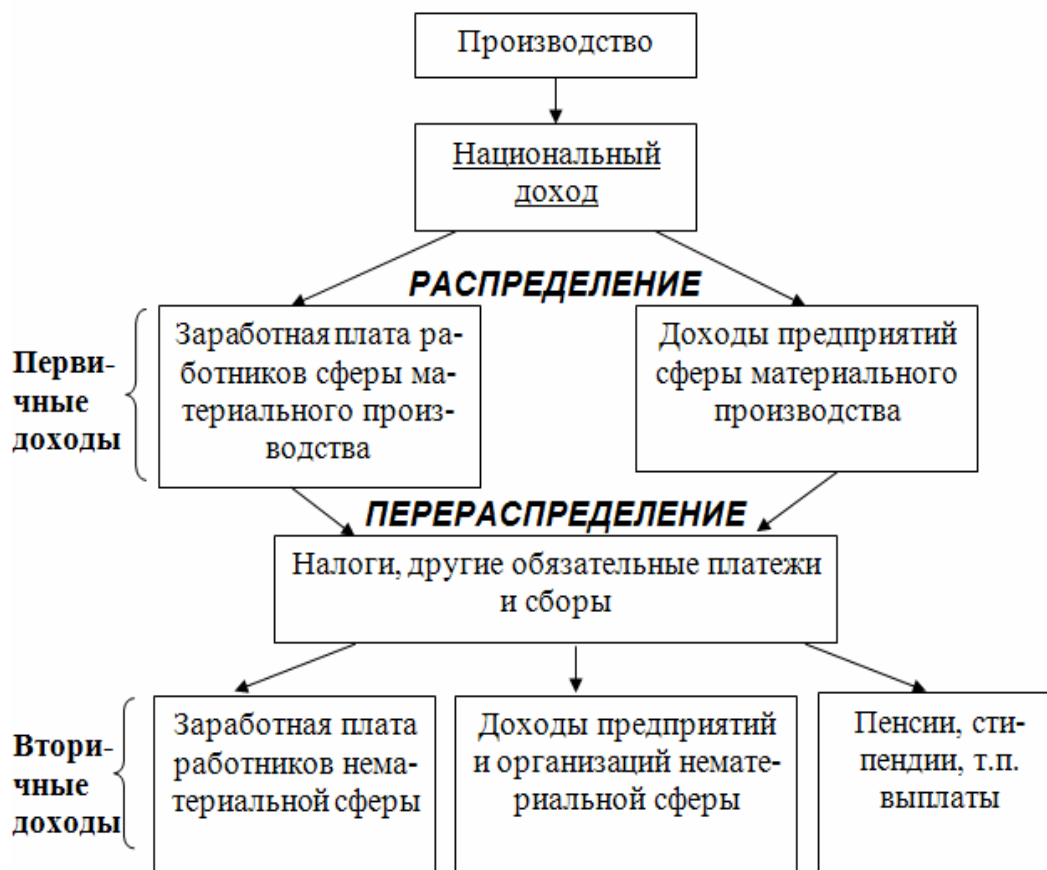 Производство
Национальный
доход
РАСПРЕДЕЛЕНИЕ
Перви-
чные
доходы
Заработная плата ра-
ботников сферы ма-
териального произ-
водства
Доходы предприятий
сферы материального
производства
ПЕРЕРАСПРЕДЕЛЕНИЕ
Налоги, другие обязательные платежи
и сборы
Втори-
чные
доходы
Заработная плата
работников нема-
териальной сферы
Доходы предприятий
и организаций немате-
риальной сферы
Пенсии, сти-
пендии, т.п.
выплаты